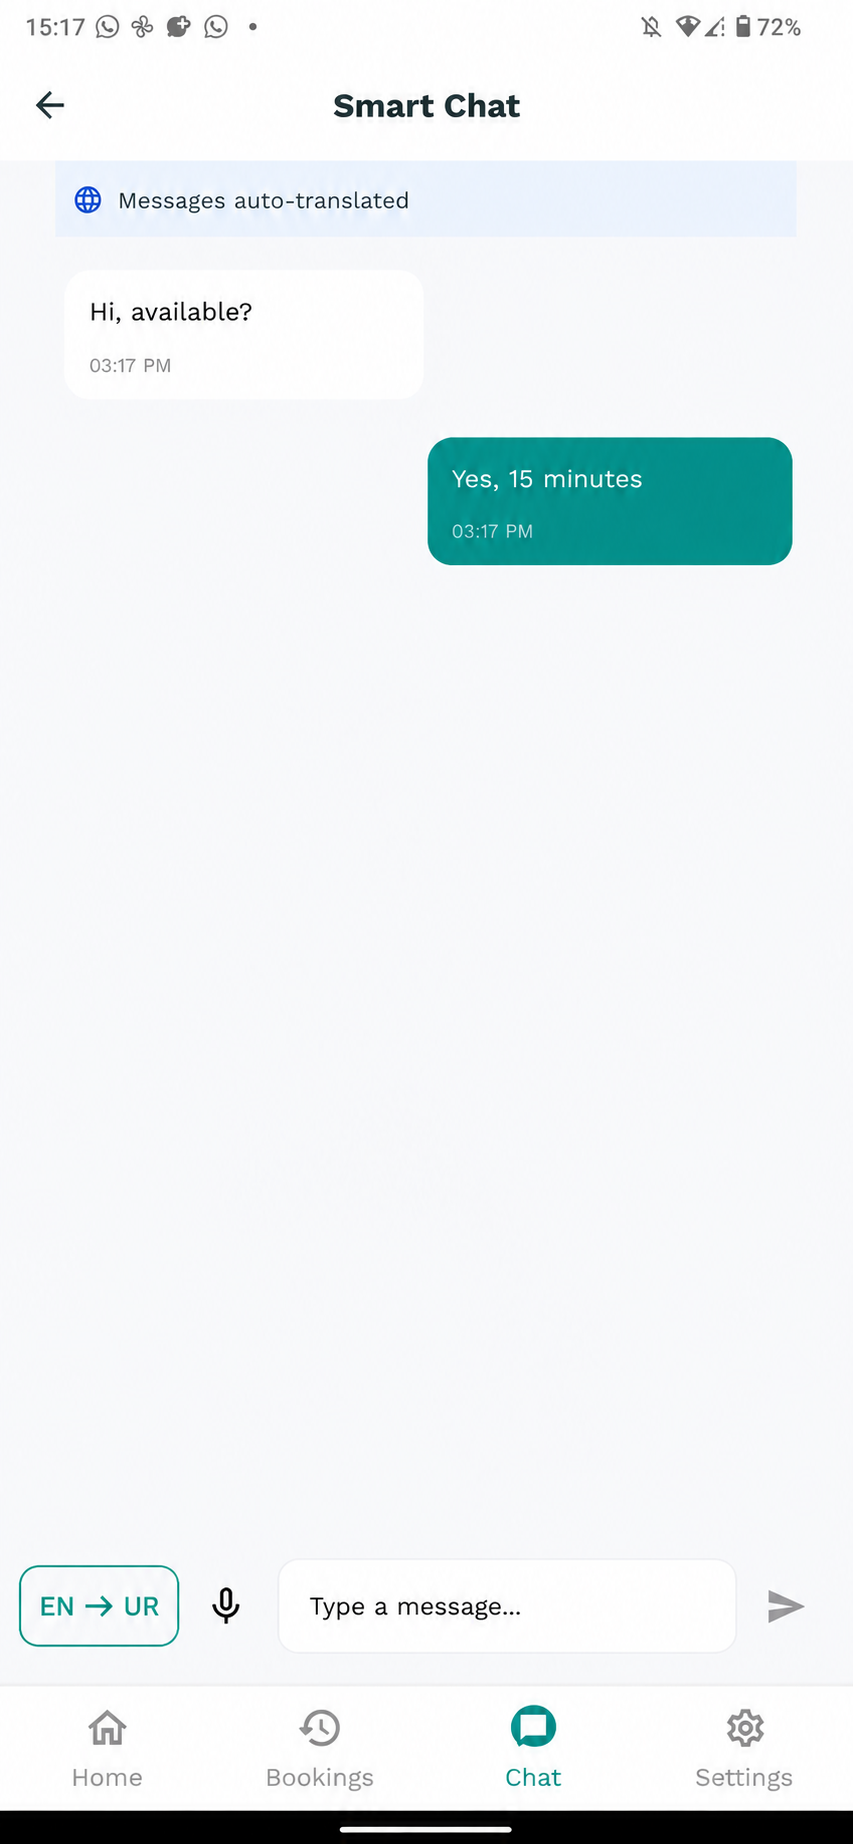 15:17
72%
Smart Chat
Messages auto-translated
Hi, available?
03:17 PM
Yes, 15 minutes
03:17 PM
EN → UR
Type a message...
Home
Bookings
Chat
Settings